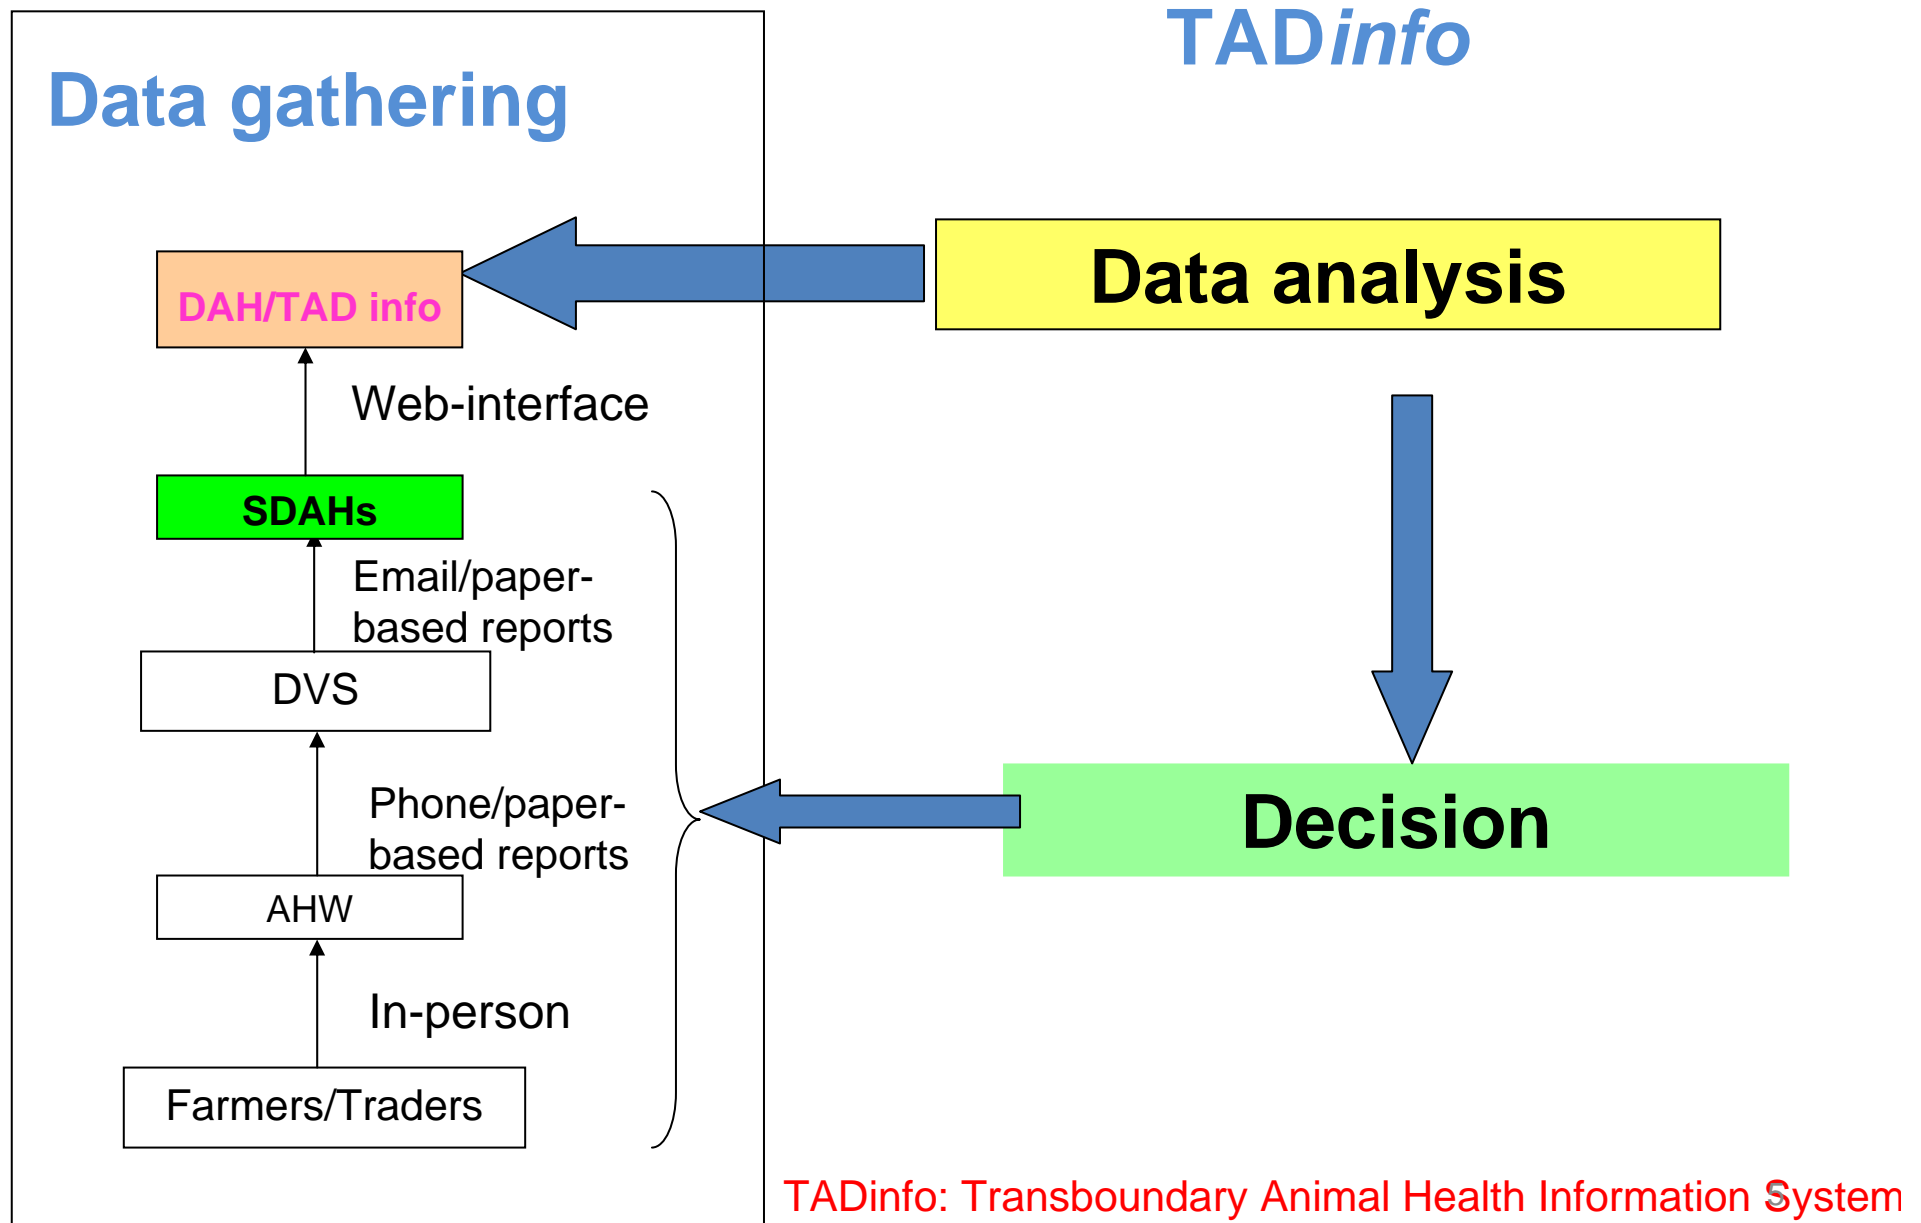 TADinfo
Data gathering
Data analysis
DAH/TAD info
Web-interface
SDAHs
Email/paper-
based reports
DVS
Phone/paper-
based reports
Decision
AHW
In-person
Farmers/Traders
TADinfo: Transboundary Animal Health Information System
5